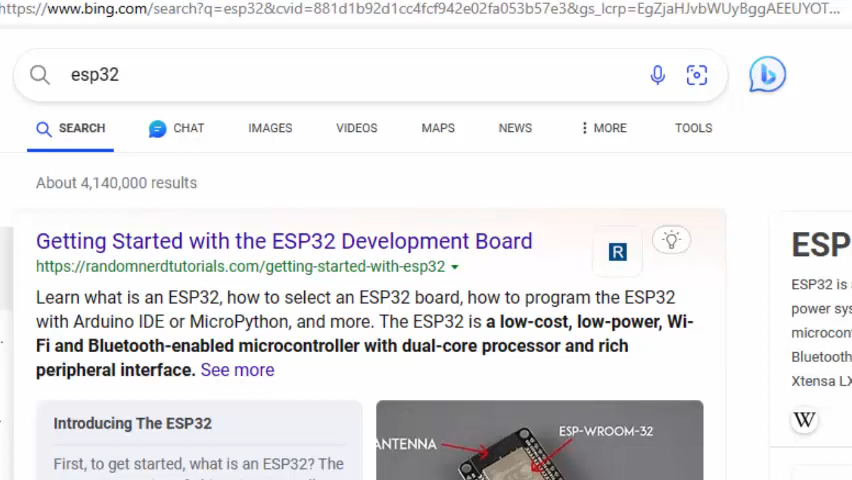 https://www.bing.com/search?q=esp32&cvid=881d1b92d1cc4fcf942e02fa053b57e3&gs_lcrp=EgZjaHJvbWUyBggAEEUYOT...
esp32
b
SEARCH CHAT IMAGES VIDEOS MAPS NEWS MORE TOOLS
About 4,140,000 results
Getting Started with the ESP32 Development Board
R
https://randomnerdtutorials.com/getting-started-with-esp32
Learn what is an ESP32, how to select an ESP32 board, how to program the ESP32
with Arduino IDE or MicroPython, and more. The ESP32 is a low-cost, low-power, Wi-
Fi and Bluetooth-enabled microcontroller with dual-core processor and rich
peripheral interface. See more
Introducing The ESP32
First, to get started, what is an ESP32? The
ANTENNA
ESP-WROOM-32
ESP
ESP32 is
power sys
microcon
Bluetooth
Xtensa LX
W